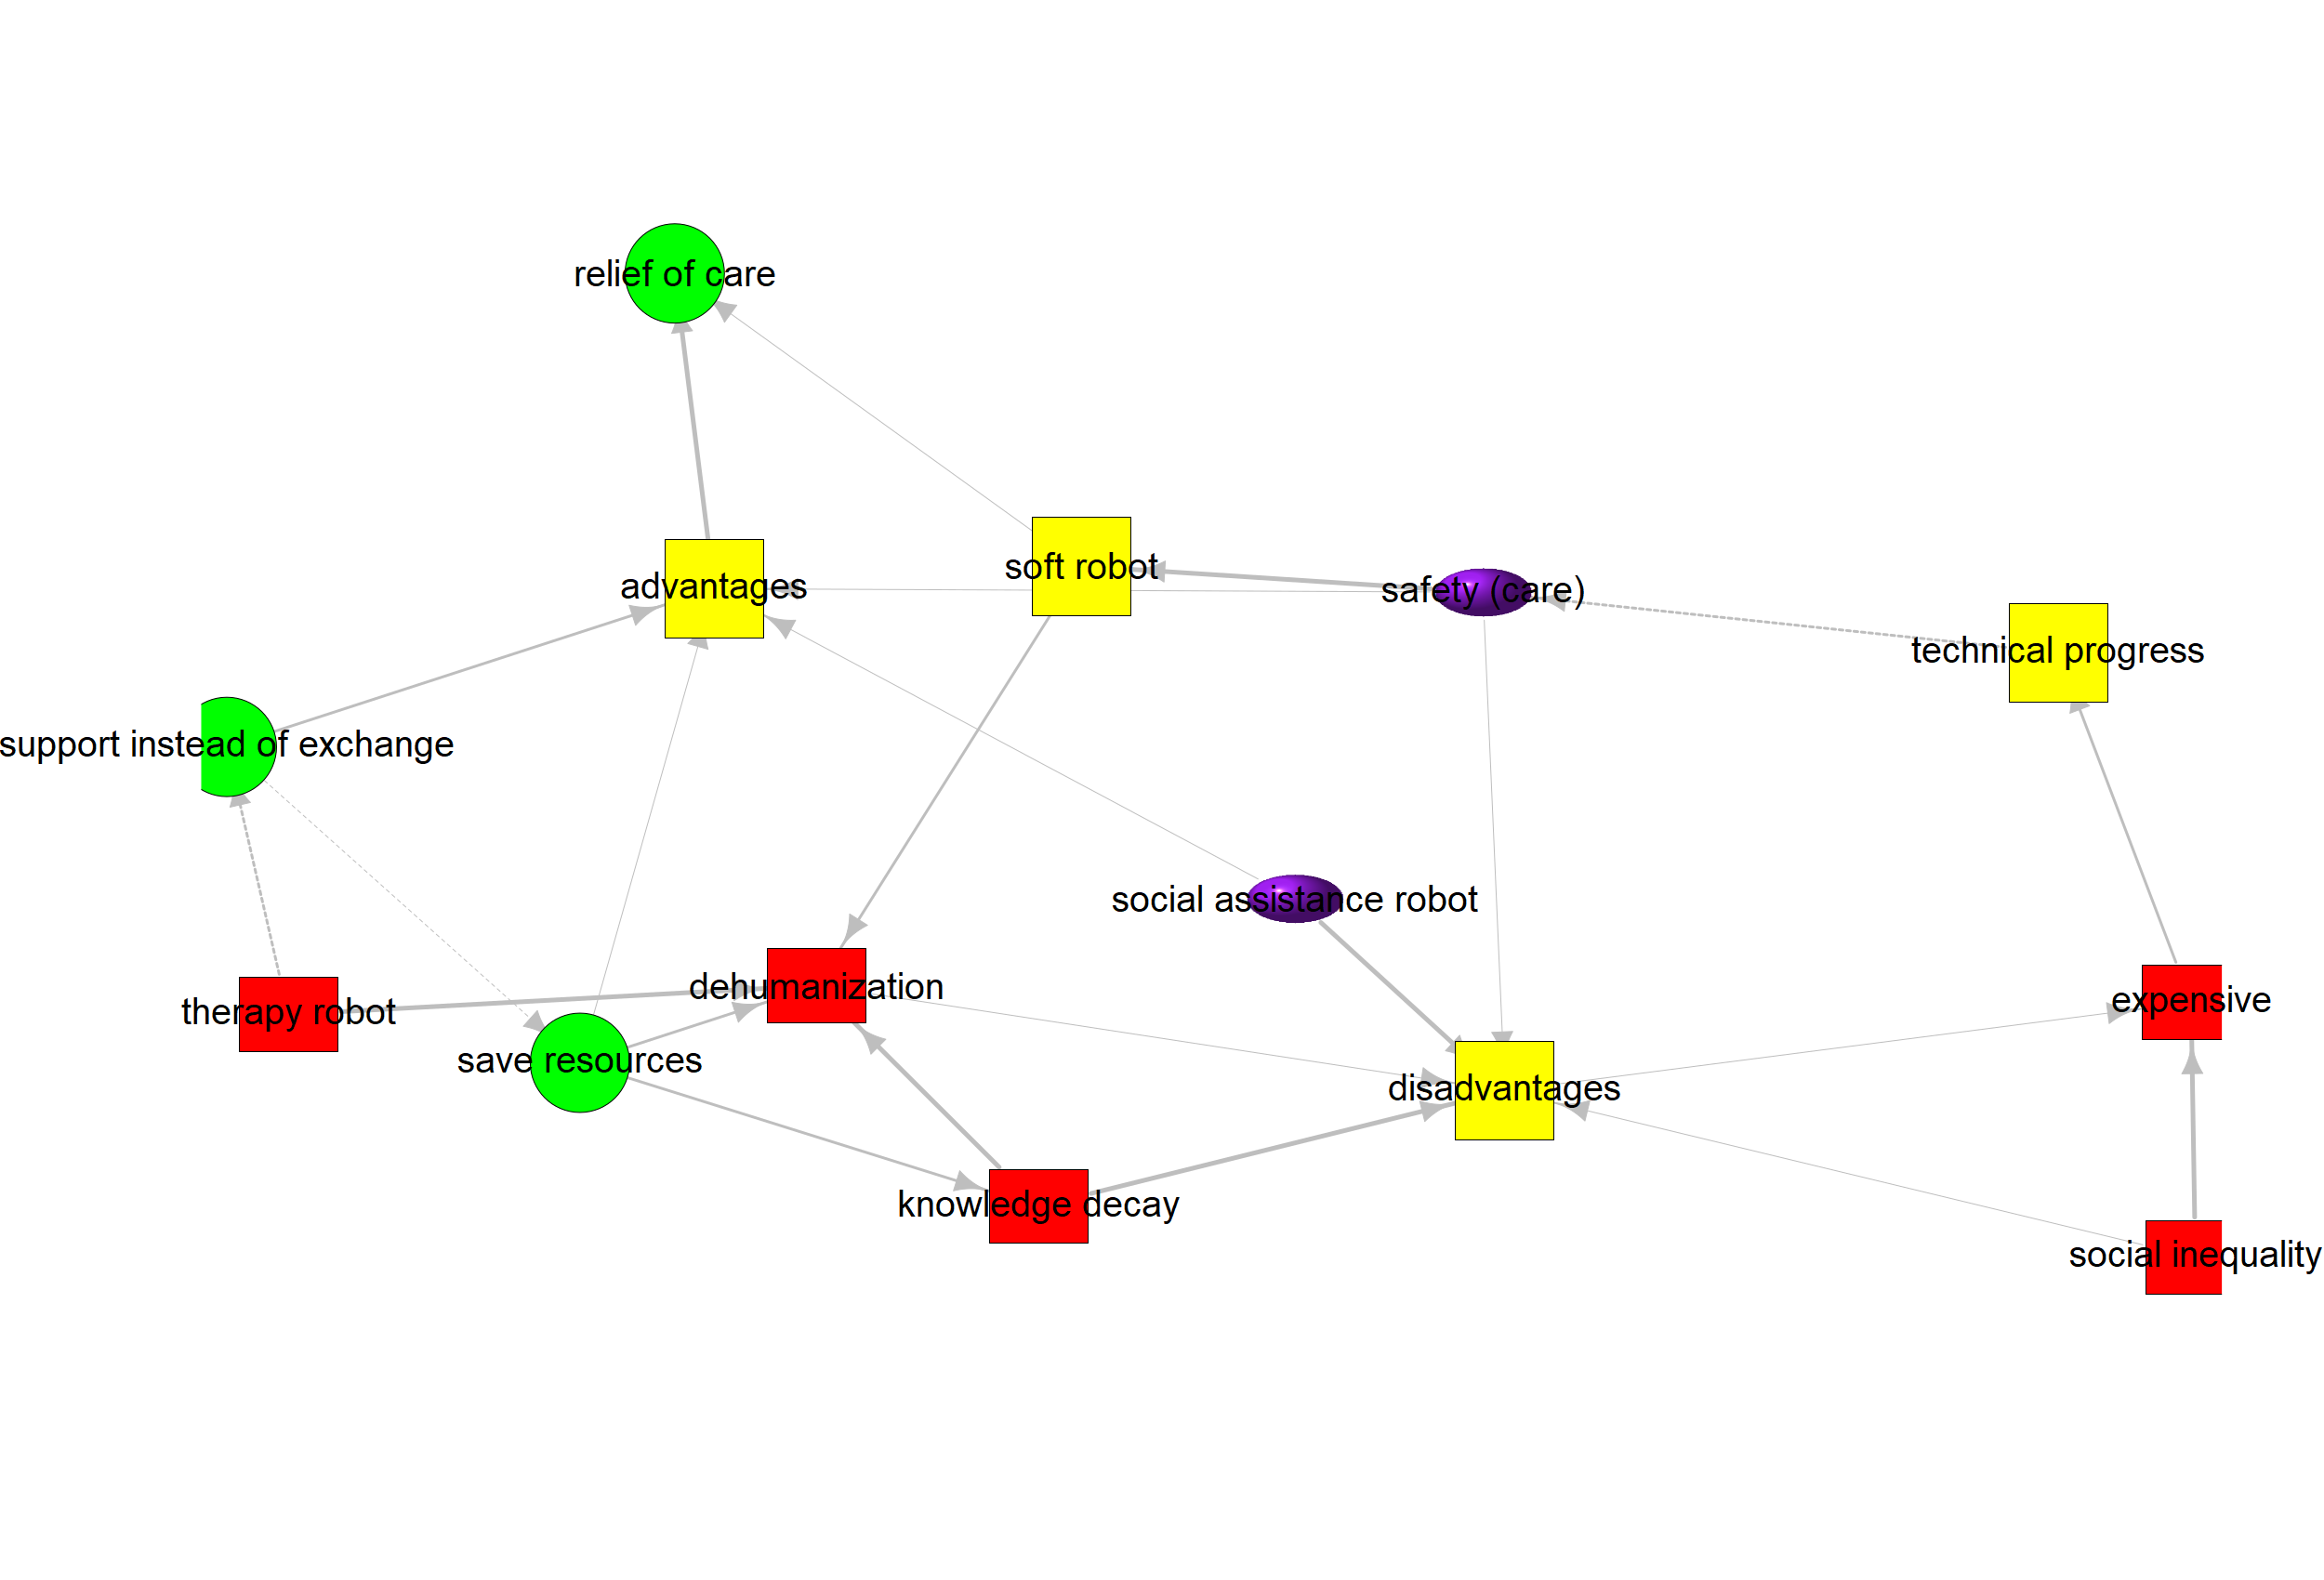 relief of care
soft robot
advantages
safety (care)
technical progress
support instead of exchange
social assistance robot
dehumanization
expensive
therapy robot
save resources
disadvantages
knowledge decay
social inequality